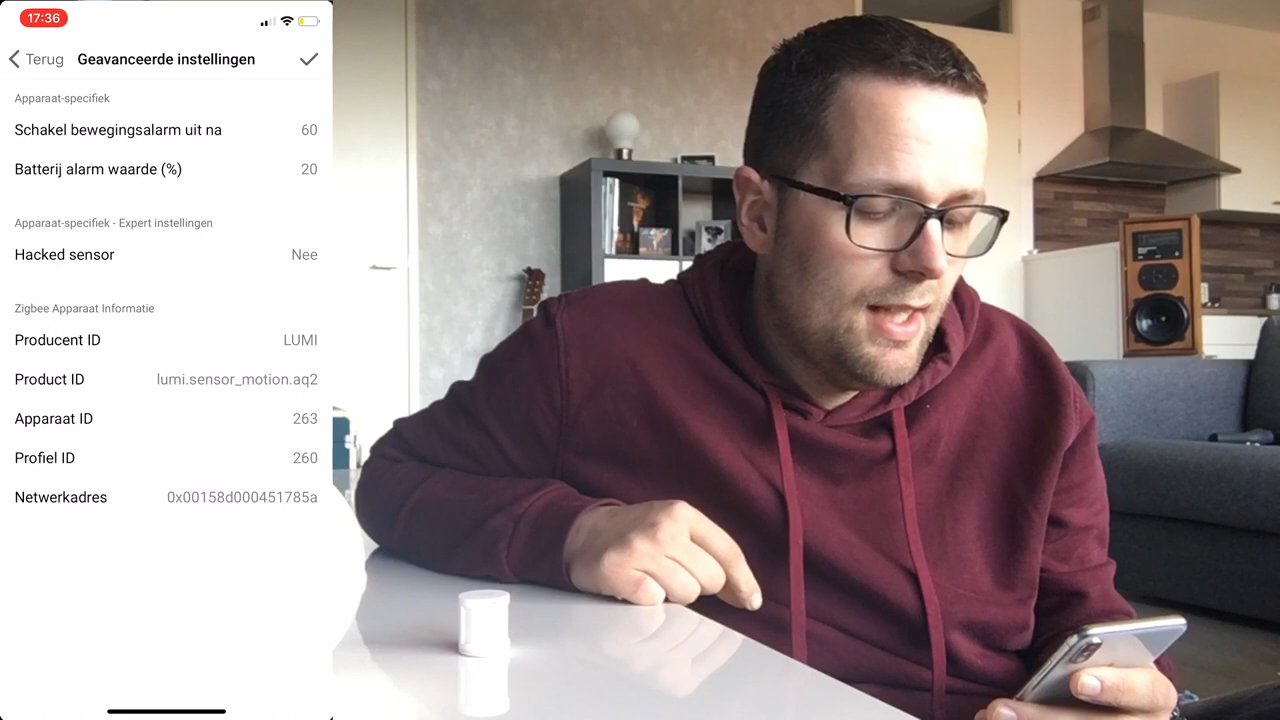 17:36
Terug Geavanceerde instellingen
Apparaat-specifiek
Schakel bewegingsalarm uit na 60
Batterij alarm waarde (%) 20
Apparaat-specifiek - Expert instellingen
Hacked sensor Nee
Zigbee Apparaat Informatie
Producent ID LUMI
Product ID lumi.sensor_motion.aq2
Apparaat ID 263
Profiel ID 260
Netwerkadres 0x00158d000451785a